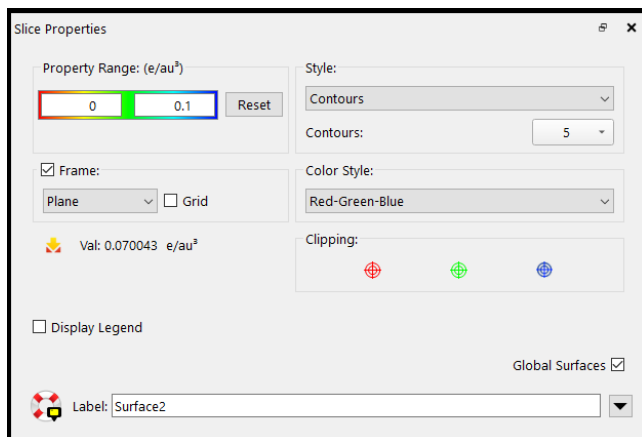 Slice Properties
Property Range: (e/au³)
0 0.1 Reset
Style:
Contours
Contours: 5
Frame:
Plane Grid
Color Style:
Red-Green-Blue
Val: 0.070043 e/au³
Clipping:
Display Legend
Global Surfaces
Label: Surface2